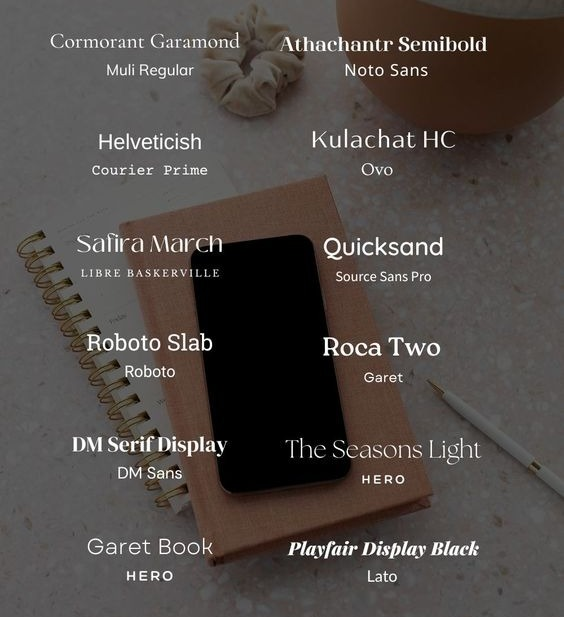 Cormorant Garamond
Muli Regular
Athachantr Semibold
Noto Sans
Helveticish
Courier Prime
Kulachat HC
Ovo
Safira March
LIBRE BASKERVILLE
Quicksand
Source Sans Pro
Roboto Slab
Roboto
Roca Two
Garet
DM Serif Display
DM Sans
The Seasons Light
HERO
Garet Book
HERO
Playfair Display Black
Lato